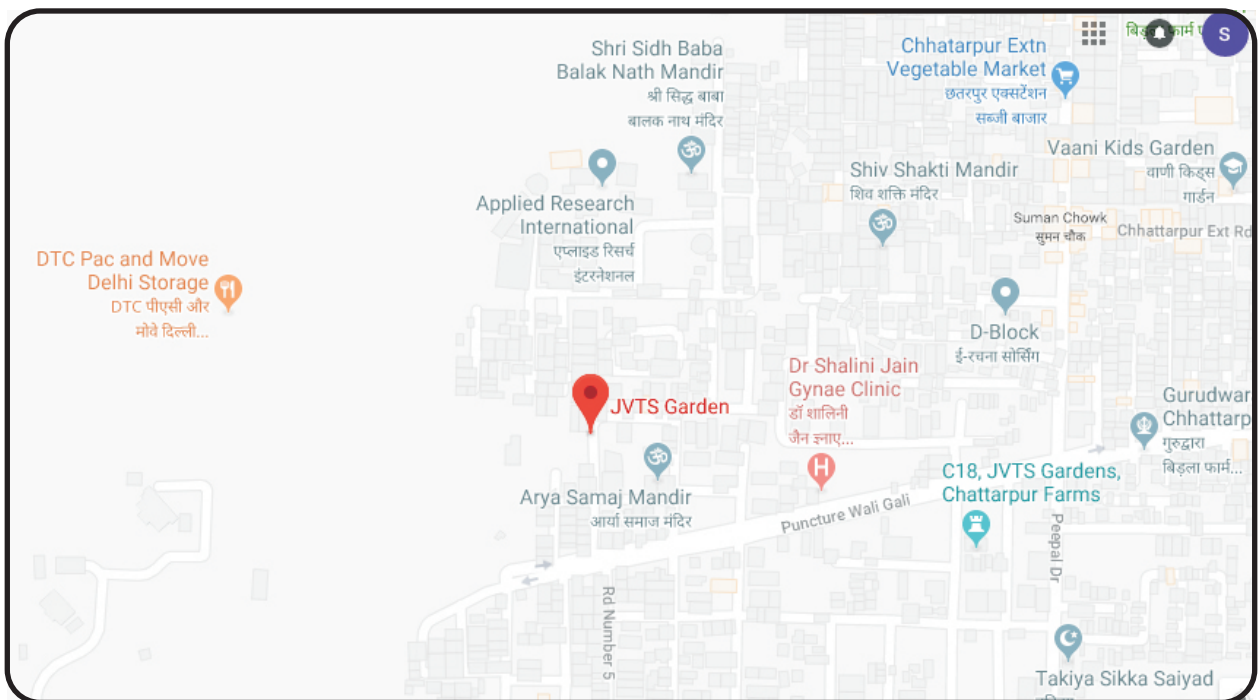 बिड़ला फार्म
S
Shri Sidh Baba
Balak Nath Mandir
श्री सिद्ध बाबा
बालक नाथ मंदिर
Chhatarpur Extn
Vegetable Market
छतरपुर एक्सटेंशन
सब्जी बाजार
Vaani Kids Garden
वाणी किड्स
गार्डन
Shiv Shakti Mandir
शिव शक्ति मंदिर
Applied Research
International
एप्लाइड रिसर्च
इंटरनेशनल
Suman Chowk
सुमन चौक
Chhattarpur Ext Rd
DTC Pac and Move
Delhi Storage
DTC पीएसी और
मोवे दिल्ली...
D-Block
ई-रचना सोर्सिंग
Dr Shalini Jain
Gynae Clinic
डॉ शालिनी
जैन ज्नाए...
JVTS Garden
Gurudwar
Chhattarp
गुरुद्वारा
बिड़ला फार्म...
Arya Samaj Mandir
आर्या समाज मंदिर
C18, JVTS Gardens,
Chattarpur Farms
Puncture Wali Gali
Peepal Dr
Rd Number 5
Takiya Sikka Saiyad